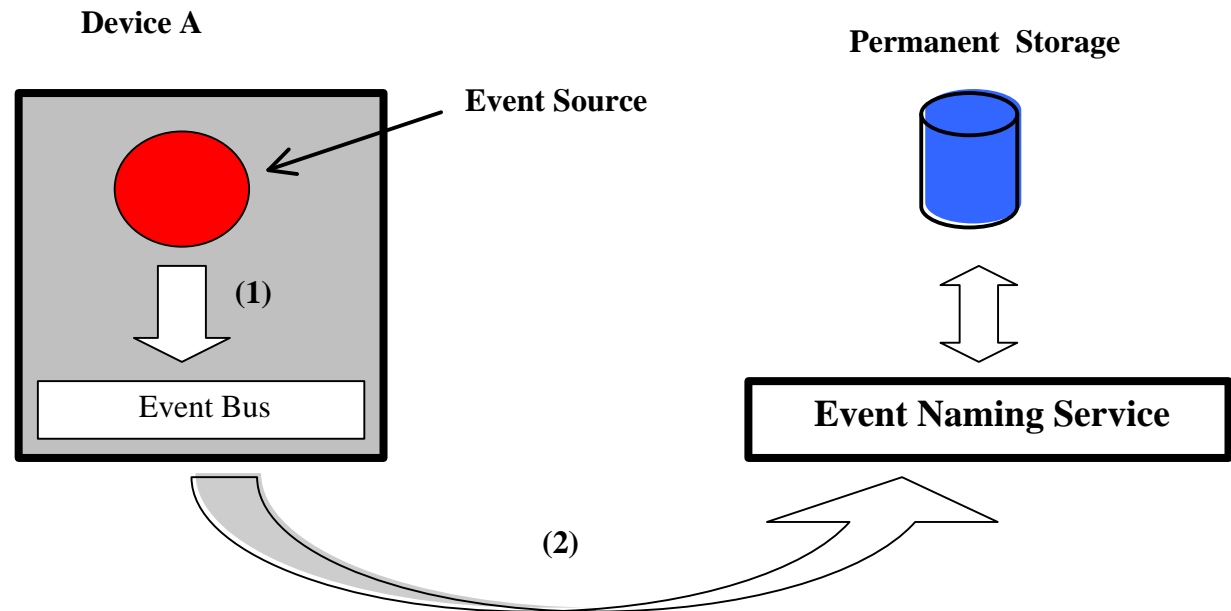 Device A
Permanent Storage
Event Source
(1)
Event Bus
Event Naming Service
(2)